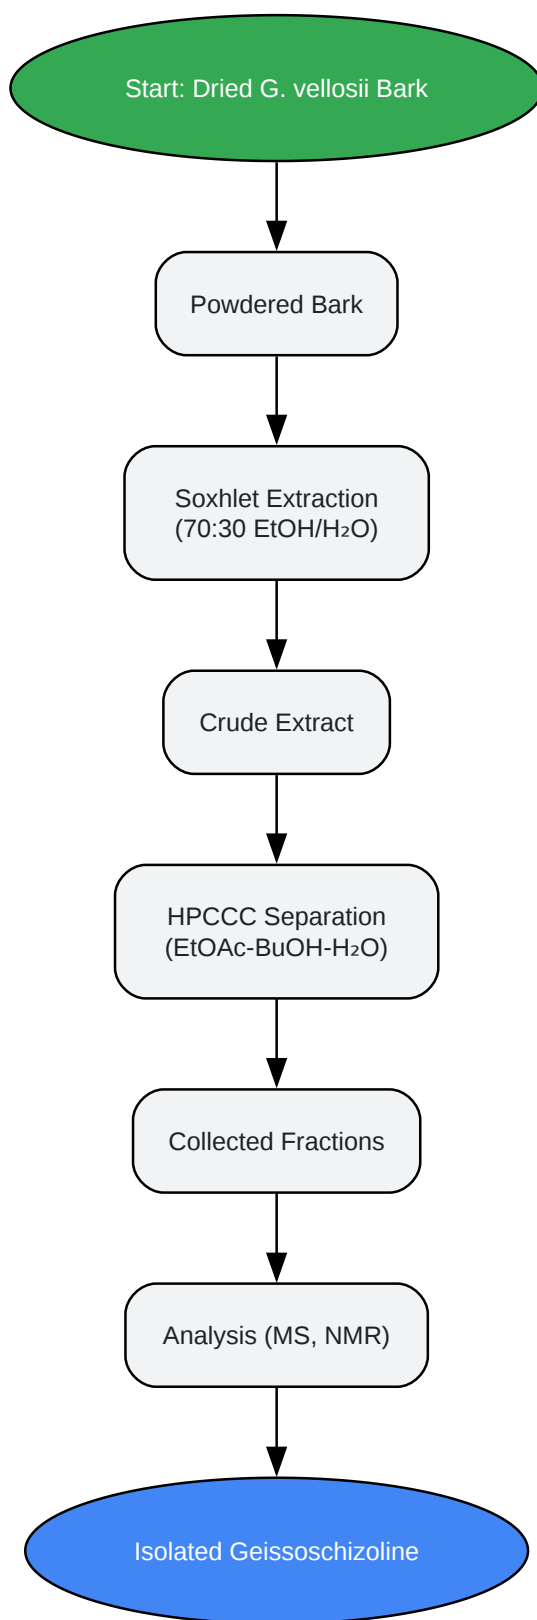 Start: Dried G. vellosii Bark
Powdered Bark
Soxhlet Extraction
(70:30 EtOH/H₂O)
Crude Extract
HPCCC Separation
(EtOAc-BuOH-H₂O)
Collected Fractions
Analysis (MS, NMR)
Isolated Geissoschizoline